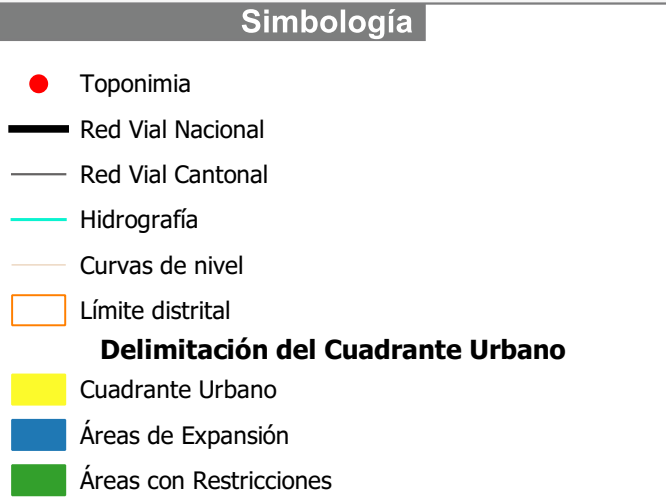 Simbología
Toponimia
Red Vial Nacional
Red Vial Cantonal
Hidrografía
Curvas de nivel
Límite distrital
Delimitación del Cuadrante Urbano
Cuadrante Urbano
Áreas de Expansión
Áreas con Restricciones